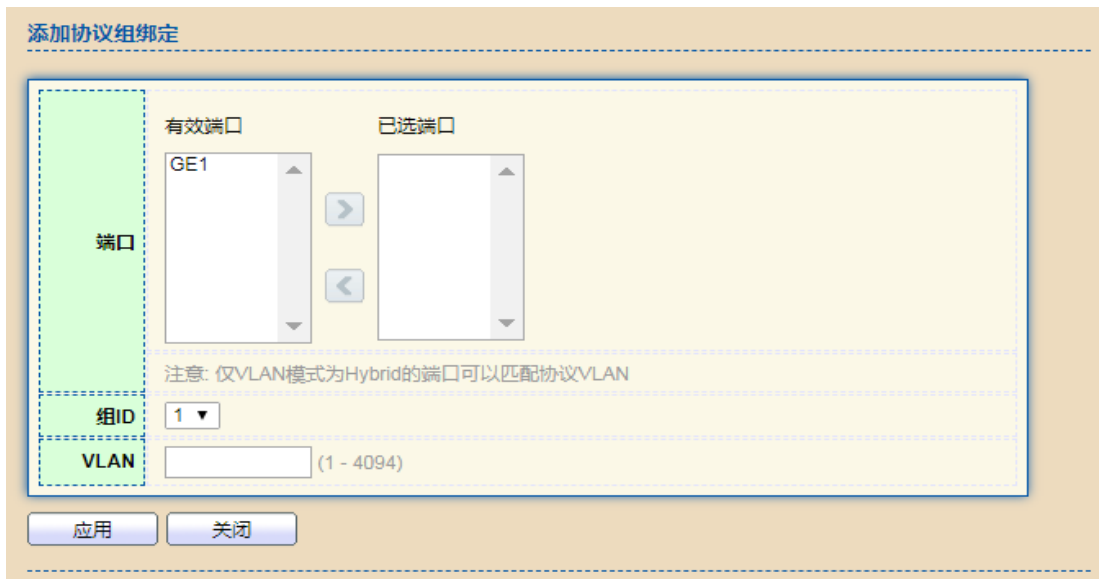 添加协议组绑定
有效端口 已选端口
GE1
端口
注意: 仅VLAN模式为Hybrid的端口可以匹配协议VLAN
组ID 1
VLAN (1 - 4094)
应用 关闭